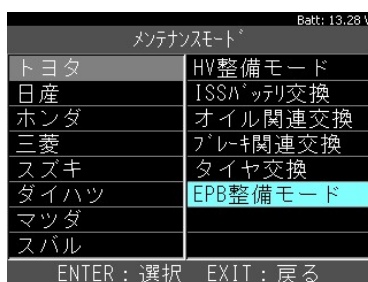 Batt: 13.28 V
メンテナンスモード
トヨタ
日産
ホンダ
三菱
スズキ
ダイハツ
マツダ
スバル
HV整備モード
ISSバッテリ交換
オイル関連交換
ブレーキ関連交換
タイヤ交換
EPB整備モード
ENTER：選択 EXIT：戻る